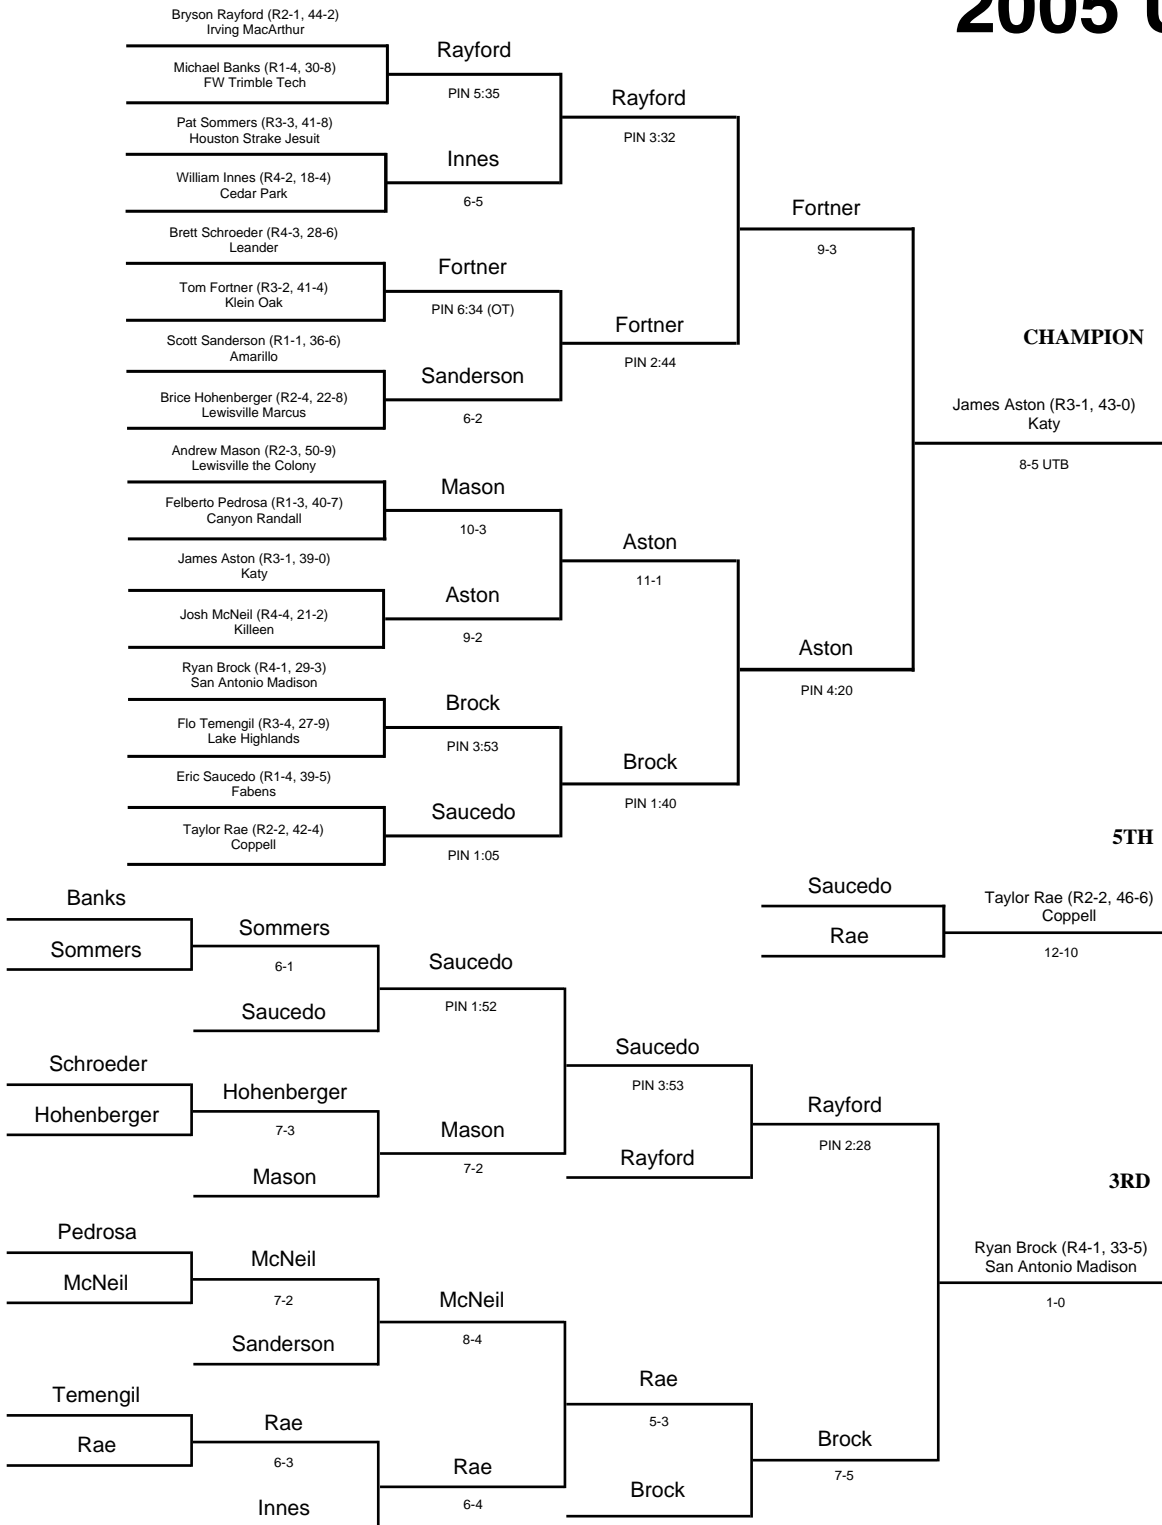 2005 U
Bryson Rayford (R2-1, 44-2)
Irving MacArthur
Rayford
Michael Banks (R1-4, 30-8)
FW Trimble Tech
PIN 5:35
Rayford
PIN 3:32
Pat Sommers (R3-3, 41-8)
Houston Strake Jesuit
Innes
William Innes (R4-2, 18-4)
Cedar Park
6-5
Fortner
9-3
Brett Schroeder (R4-3, 28-6)
Leander
Fortner
Tom Fortner (R3-2, 41-4)
Klein Oak
PIN 6:34 (OT)
Fortner
PIN 2:44
Scott Sanderson (R1-1, 36-6)
Amarillo
Sanderson
Brice Hohenberger (R2-4, 22-8)
Lewisville Marcus
6-2
CHAMPION
James Aston (R3-1, 43-0)
Katy
8-5 UTB
Andrew Mason (R2-3, 50-9)
Lewisville the Colony
Mason
Felberto Pedrosa (R1-3, 40-7)
Canyon Randall
10-3
Aston
11-1
James Aston (R3-1, 39-0)
Katy
Aston
Josh McNeil (R4-4, 21-2)
Killeen
9-2
Aston
PIN 4:20
Ryan Brock (R4-1, 29-3)
San Antonio Madison
Brock
Flo Temengil (R3-4, 27-9)
Lake Highlands
PIN 3:53
Brock
PIN 1:40
Eric Saucedo (R1-4, 39-5)
Fabens
Saucedo
Taylor Rae (R2-2, 42-4)
Coppell
PIN 1:05
5TH
Saucedo
Rae
Taylor Rae (R2-2, 46-6)
Coppell
12-10
Banks
Sommers
Sommers
6-1
Saucedo
Saucedo
PIN 1:52
Schroeder
Hohenberger
Hohenberger
7-3
Mason
Mason
7-2
Saucedo
PIN 3:53
Rayford
Rayford
PIN 2:28
3RD
Ryan Brock (R4-1, 33-5)
San Antonio Madison
1-0
Pedrosa
McNeil
McNeil
7-2
Sanderson
McNeil
8-4
Temengil
Rae
Rae
6-3
Innes
Rae
6-4
Rae
5-3
Brock
Brock
7-5